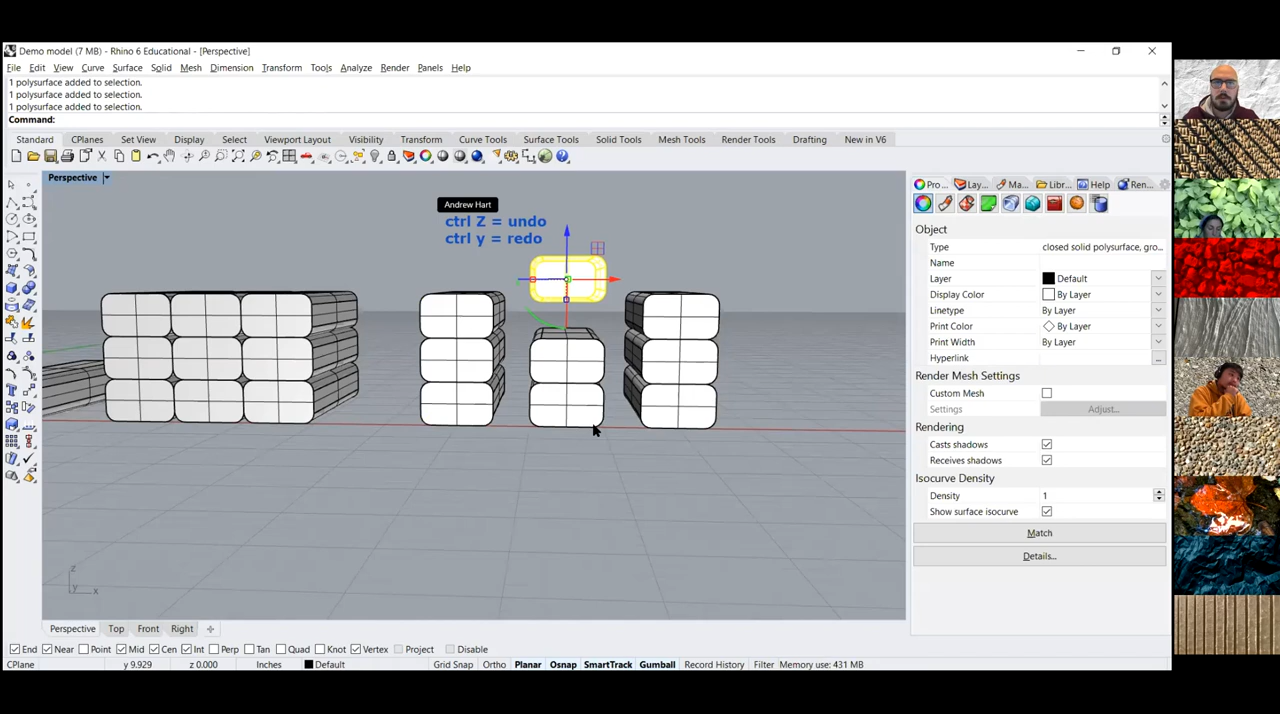 Demo model (7 MB) - Rhino 6 Educational - [Perspective]
File Edit View Curve Surface Solid Mesh Dimension Transform Tools Analyze Render Panels Help
1 polysurface added to selection.
1 polysurface added to selection.
1 polysurface added to selection.
Command:
Standard CPlanes Set View Display Select Viewport Layout Visibility Transform Curve Tools Surface Tools Solid Tools Mesh Tools Render Tools Drafting New in V6
Perspective
Andrew Hart
ctrl Z = undo
ctrl y = redo
z
y x
Pro... Lay... Ma... Libr... Help Ren...
Object
Type closed solid polysurface, gro...
Name
Layer Default
Display Color By Layer
Linetype By Layer
Print Color By Layer
Print Width By Layer
Hyperlink ...
Render Mesh Settings
Custom Mesh
Settings Adjust...
Rendering
Casts shadows
Receives shadows
Isocurve Density
Density 1
Show surface isocurve
Match
Details...
Perspective Top Front Right
End Near Point Mid Cen Int Perp Tan Quad Knot Vertex Project Disable
CPlane y 9.929 z 0.000 Inches Default Grid Snap Ortho Planar Osnap SmartTrack Gumball Record History Filter Memory use: 431 MB